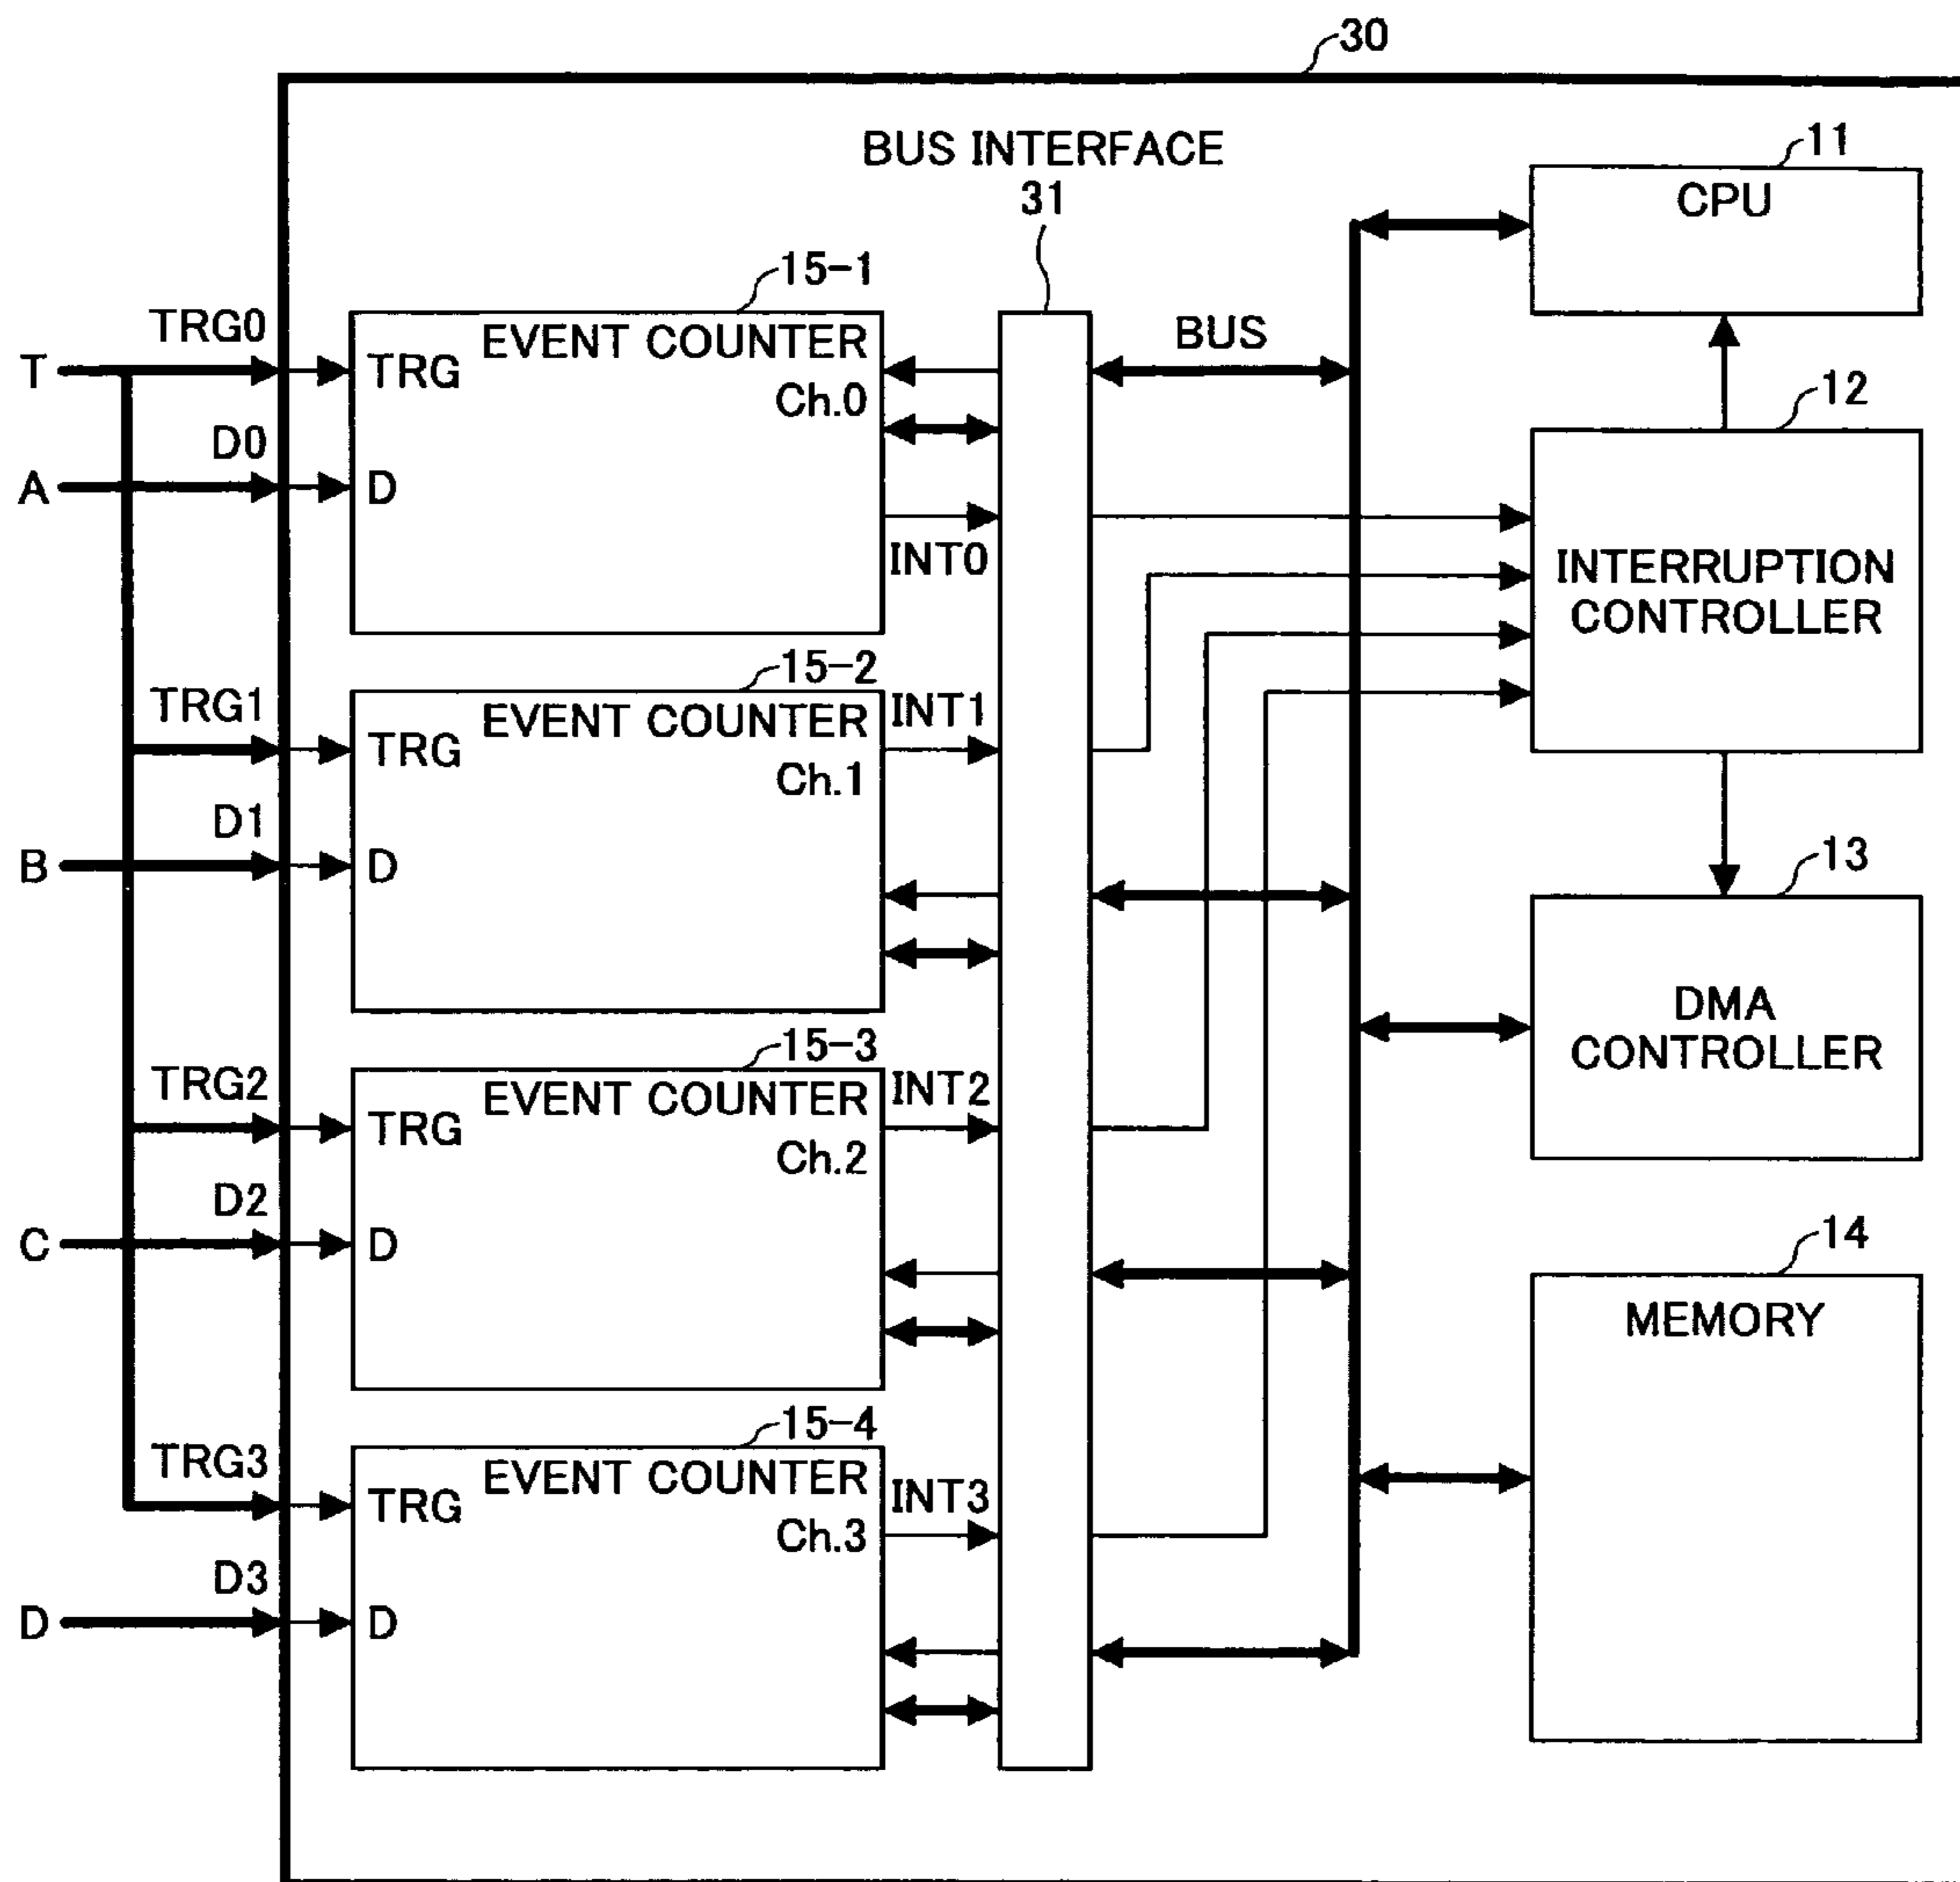 30
BUS INTERFACE
31
11
CPU
15-1
TRG0
T
TRG
EVENT COUNTER
Ch.0
BUS
12
D0
A
D
INT0
INTERRUPTION
CONTROLLER
15-2
TRG1
TRG
EVENT COUNTER
Ch.1
INT1
D1
B
D
13
DMA
CONTROLLER
15-3
TRG2
TRG
EVENT COUNTER
Ch.2
INT2
D2
C
D
14
MEMORY
15-4
TRG3
TRG
EVENT COUNTER
Ch.3
INT3
D3
D
D